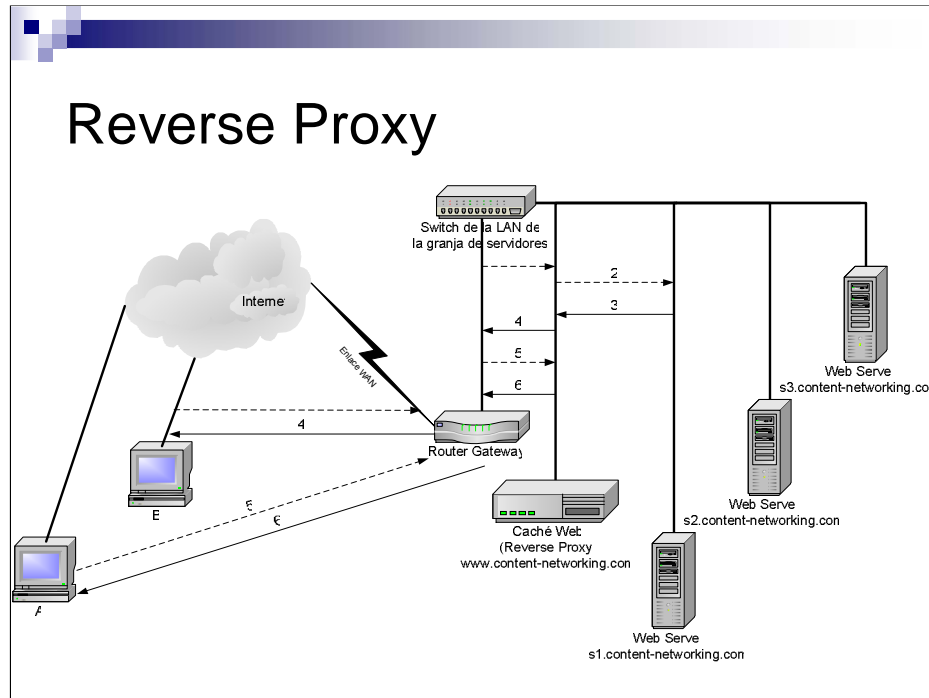 Reverse Proxy
Switch de la LAN de
la granja de servidores
Interne
Enlace WAN
2
3
4
5
6
4
Router Gateway
5
6
Web Serve
s3.content-networking.co
Web Serve
s2.content-networking.con
Caché Web
(Reverse Proxy
www.content-networking.con
Web Serve
s1.content-networking.con